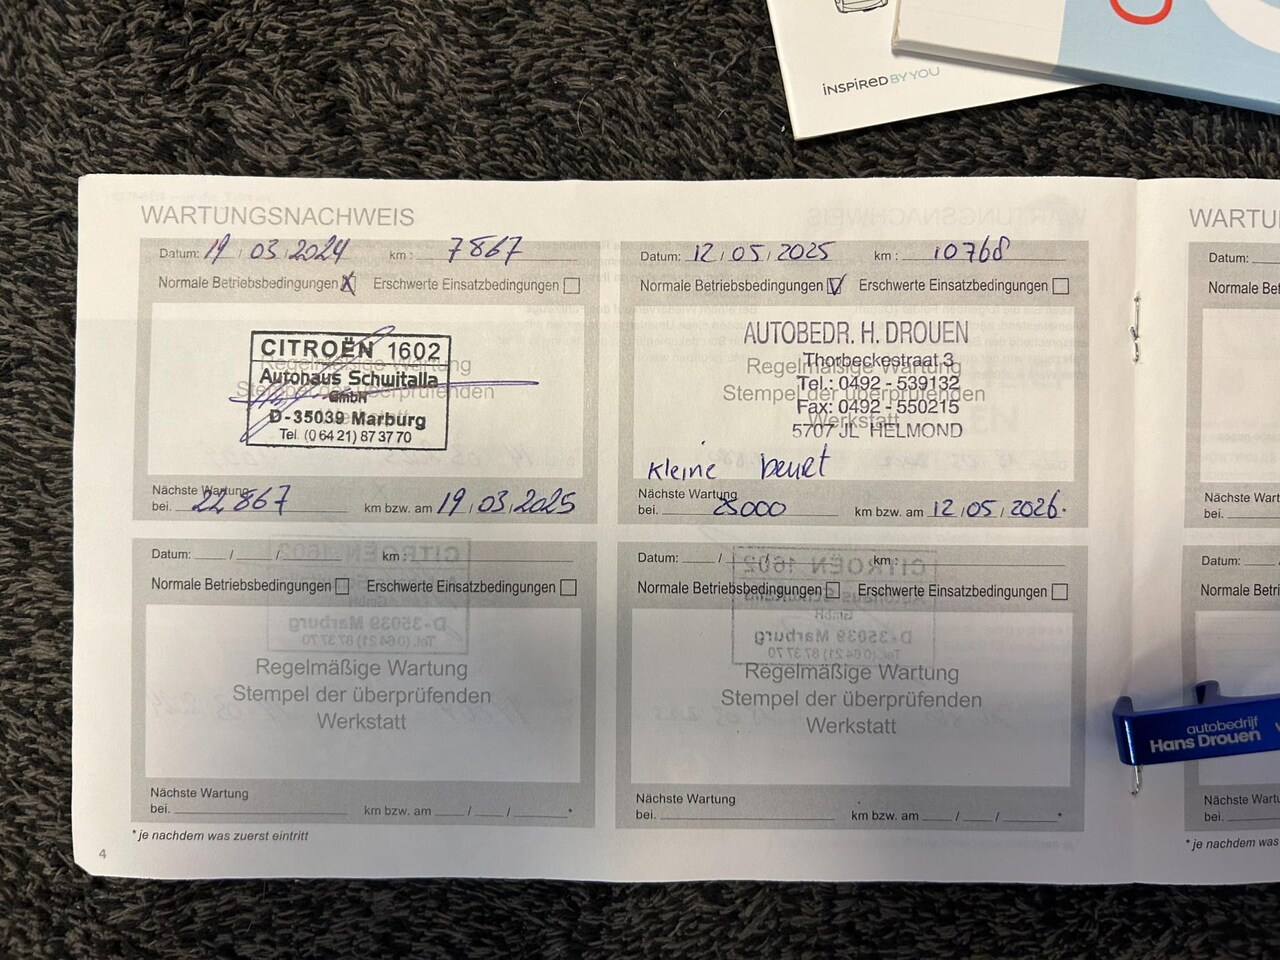 INSPIRED BY YOU
WARTUNGSNACHWEIS
Datum: 19 / 03 / 2024 km : 7867
Normale Betriebsbedingungen Erschwerte Einsatzbedingungen
CITROËN 1602
Autohaus Schwitalla
GmbH
D-35039 Marburg
Tel. (0 64 21) 87 37 70
Regelmäßige Wartung
Stempel der überprüfenden
Werkstatt
Nächste Wartung
bei. 22867 km bzw. am 19 / 03 / 2025
Datum: 12 / 05 / 2025 km : 10768
Normale Betriebsbedingungen Erschwerte Einsatzbedingungen
AUTOBEDR. H. DROUEN
Thorbeckestraat 3
Tel.: 0492 - 539132
Fax: 0492 - 550215
5707 JL HELMOND
Regelmäßige Wartung
Stempel der überprüfenden
Werkstatt
Kleine beurt
Nächste Wartung
bei. 25000 km bzw. am 12 / 05 / 2026.
Datum: / / km :
Normale Betriebsbedingungen Erschwerte Einsatzbedingungen
Regelmäßige Wartung
Stempel der überprüfenden
Werkstatt
Nächste Wartung
bei. km bzw. am / / *
Datum: / / km :
Normale Betriebsbedingungen Erschwerte Einsatzbedingungen
Regelmäßige Wartung
Stempel der überprüfenden
Werkstatt
Nächste Wartung
bei. km bzw. am / / *
* je nachdem was zuerst eintritt
4
WARTU
Datum:
Normale Be
Nächste Wart
bei.
autobedrijf
Hans Drouen
Datum:
Normale Betri
Nächste Wartu
bei.
* je nachdem was